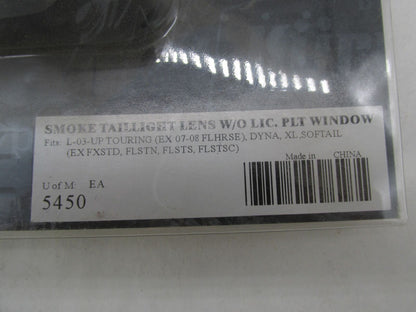 SMOKE TAILLIGHT LENS W/O LIC. PLT WINDOW
Fits: L-03-UP TOURING (EX 07-08 FLHRSE), DYNA, XL ,SOFTAIL
(EX FXSTD, FLSTN, FLSTS, FLSTSC)
Made in CHINA
U of M: EA
5450